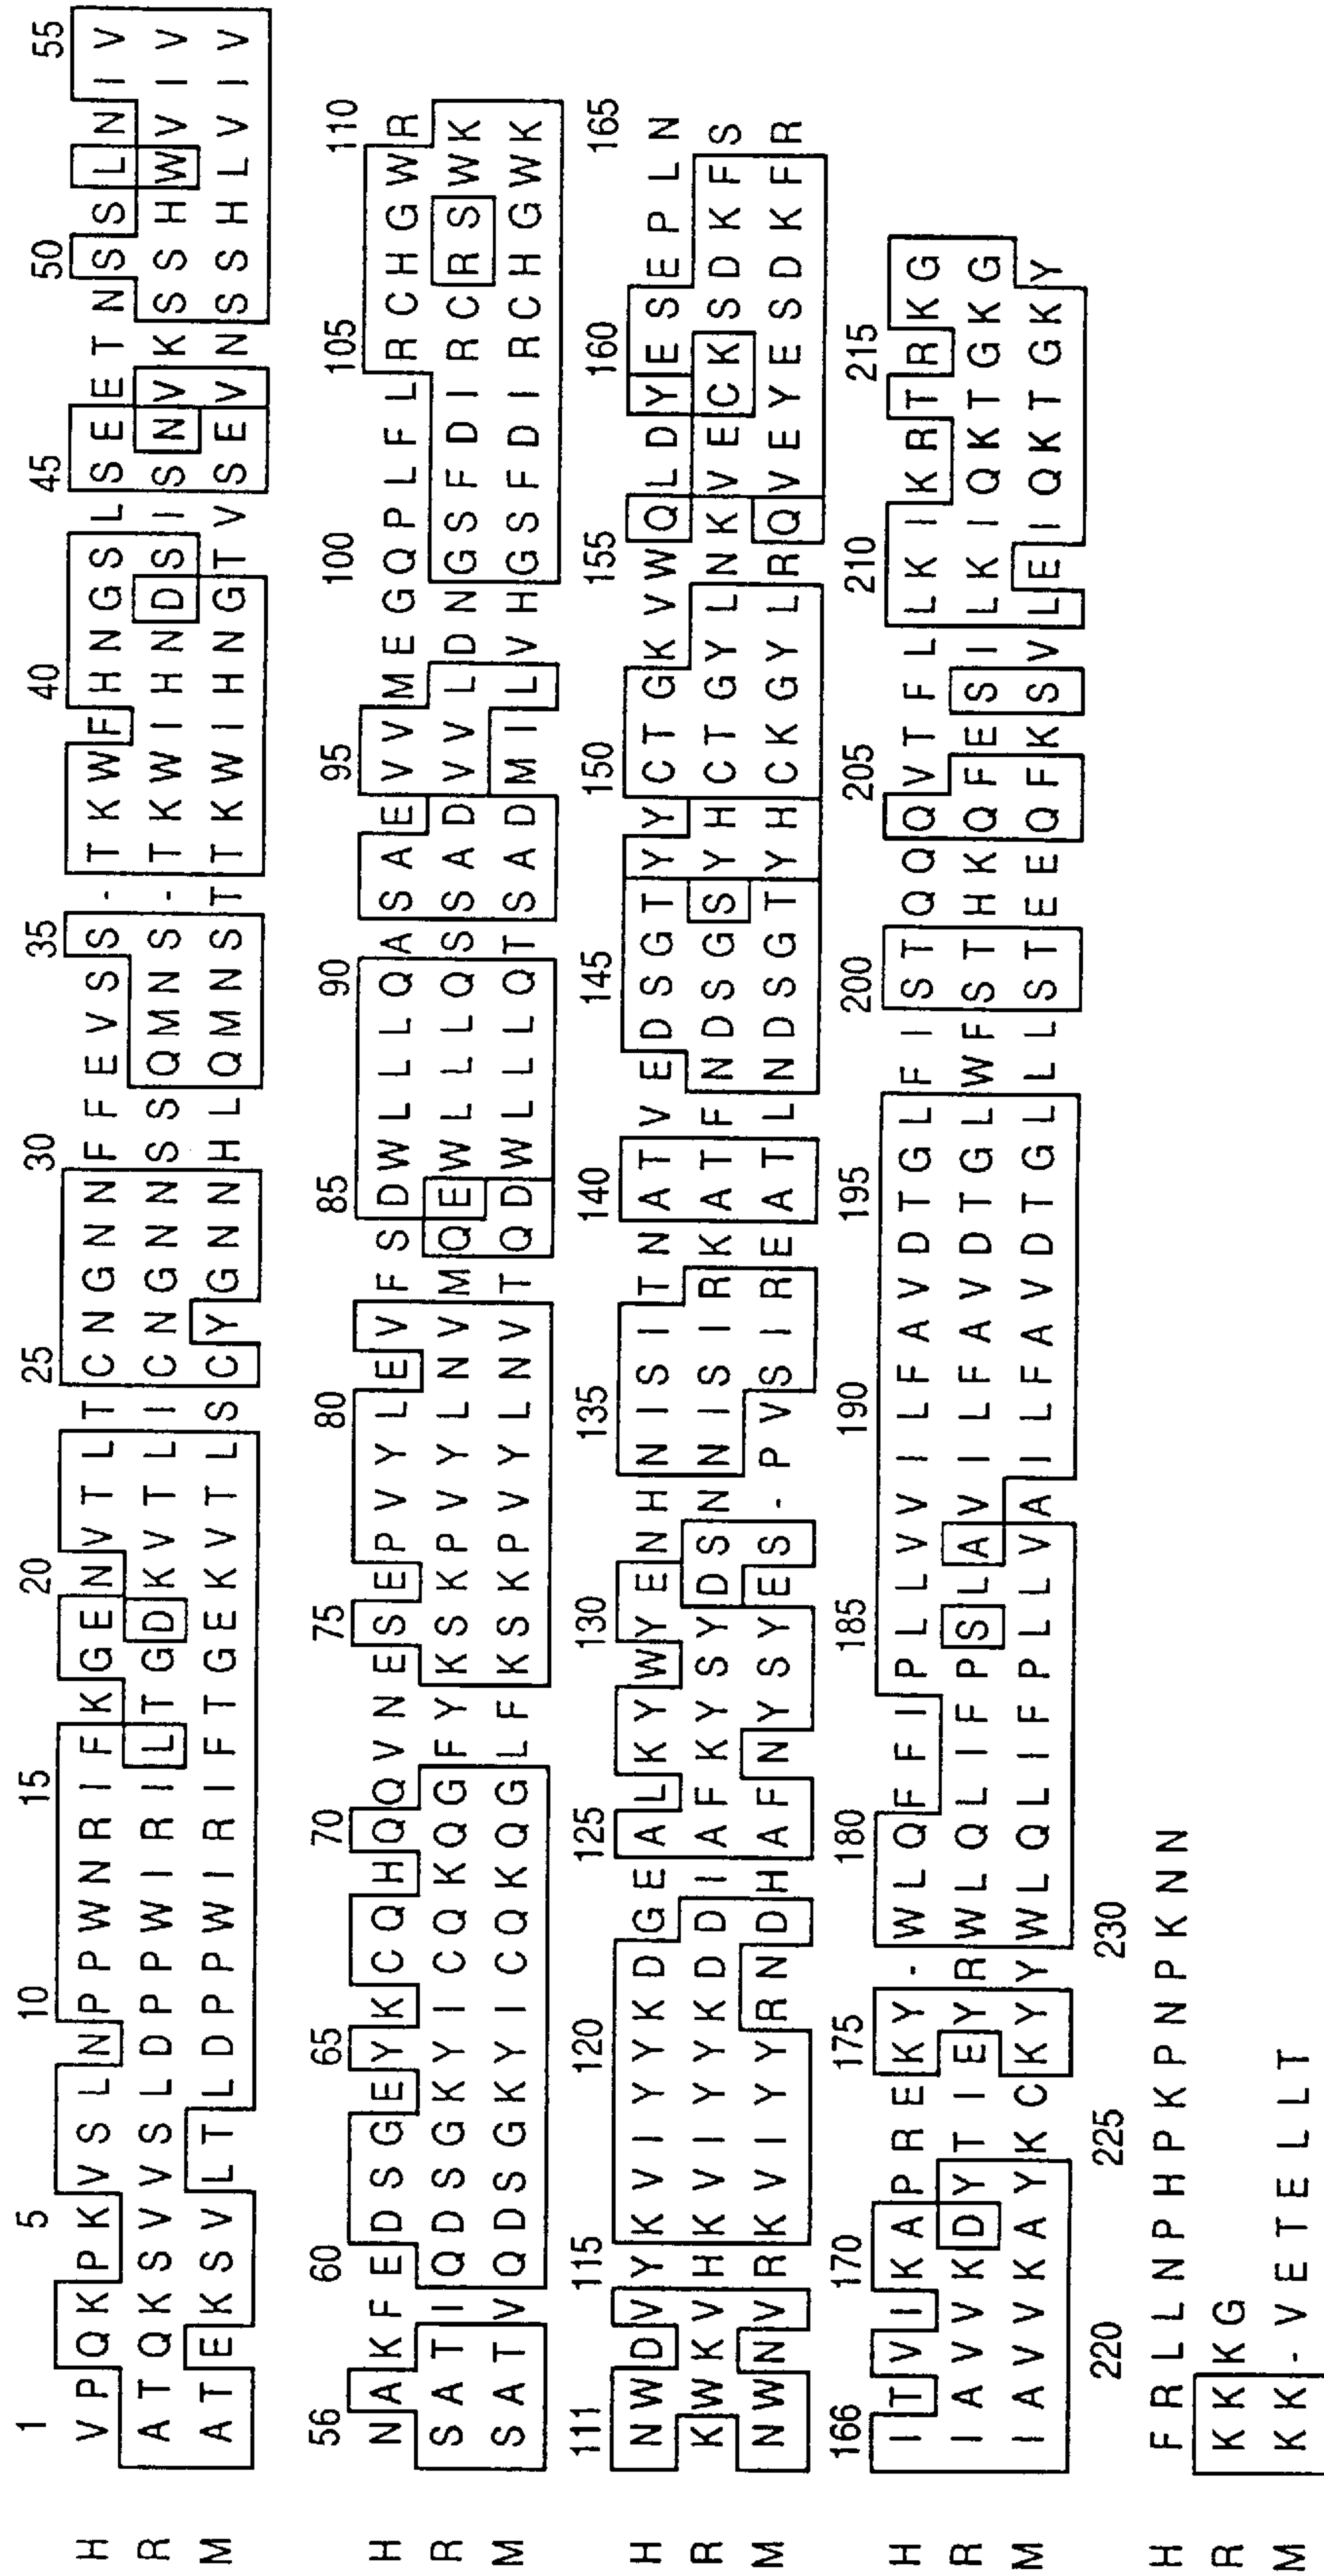 1 5 10 15 20 25 30 35 40 45 50 55
H V P Q K P K V S L N P P W N R I F K G E N V T L T C N G N N F F E V S S - T K W F H N G S L S E E T N S S L N I V
R A T Q K S V V S L D P P W I R I L T G D K V T L I C N G N N S S Q M N S - T K W I H N D S I S N V K S S H W V I V
M A T E K S V L T L D P P W I R I F T G E K V T L S C Y G N N H L Q M N S T T K W I H N G T V S E V N S S H L V I V
56 60 65 70 75 80 85 90 95 100 105 110
H N A K F E D S G E Y K C Q H Q Q V N E S E P V Y L E V F S D W L L L Q A S A E V V M E G Q P L F L R C H G W R
R S A T I Q D S G K Y I C Q K Q G F Y K S K P V Y L N V M Q E W L L L Q S S A D V V L D N G S F D I R C R S W K
M S A T V Q D S G K Y I C Q K Q G L F K S K P V Y L N V T Q D W L L L Q T S A D M I L V H G S F D I R C H G W K
111 115 120 125 130 135 140 145 150 155 160 165
H N W D V Y K V I Y Y K D G E A L K Y W Y E N H N I S I T N A T V E D S G T Y Y C T G K V W Q L D Y E S E P L N
R K W K V H K V I Y Y K D D I A F K Y S Y D S N N I S I R K A T F N D S G S Y H C T G Y L N K V E C K S D K F S
M N W N V R K V I Y Y R N D H A F N Y S Y E S - P V S I R E A T L N D S G T Y H C K G Y L R Q V E Y E S D K F R
166 170 175 180 185 190 195 200 205 210 215
H I T V I K A P R E K Y - W L Q F F I P L L V V I L F A V D T G L F I S T Q Q Q V T F L L K I K R T R K G
R I A V V K D Y T I E Y R W L Q L I F P S L A V I L F A V D T G L W F S T H K Q F E S I L K I Q K T G K G
M I A V V K A Y K C K Y Y W L Q L I F P L L V A I L F A V D T G L L L S T E E Q F K S V L E I Q K T G K Y
220 225 230
H F R L L N P H P K P N P K N N
R K K K G
M K K - V E T E L L T